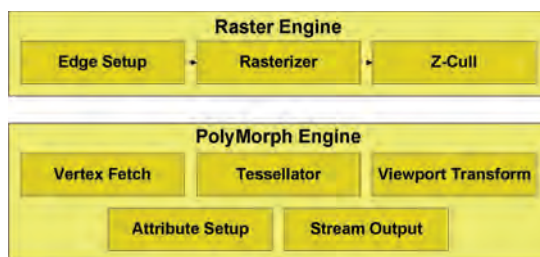 Raster Engine
Edge Setup Rasterizer Z-Cull
PolyMorph Engine
Vertex Fetch Tessellator Viewport Transform
Attribute Setup Stream Output